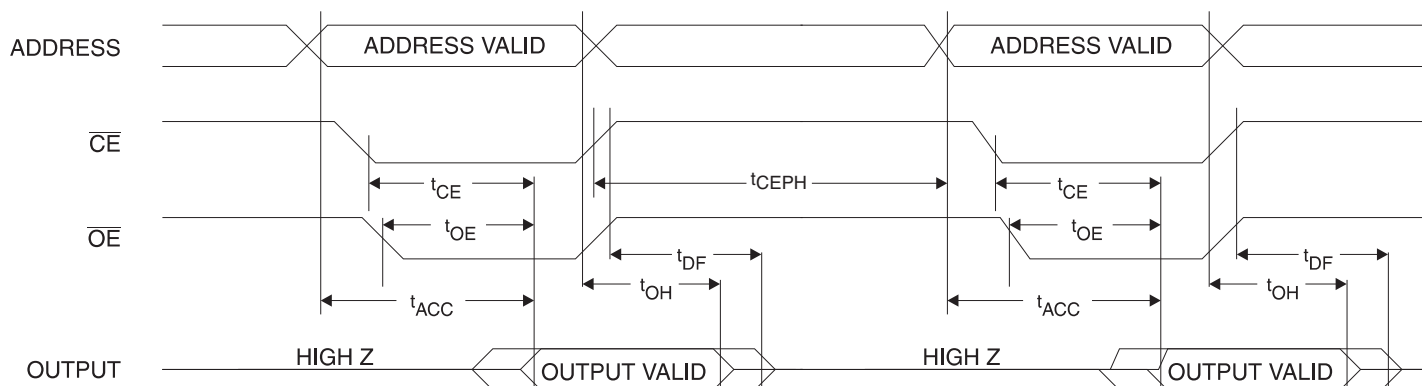 ADDRESS ADDRESS VALID ADDRESS VALID
CE
tCE tCEPH tCE
OE tOE tOE
tDF tDF
tOH tOH
tACC tACC
OUTPUT HIGH Z OUTPUT VALID HIGH Z OUTPUT VALID